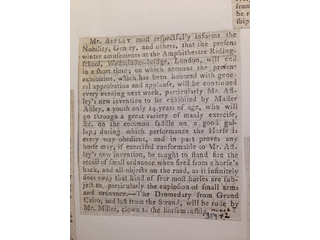 Mr. ASTLEY most respectfully informs the
Nobility, Gentry, and others, that the present
winter amusements at the Amphitheatre Riding-
school, Westminster-bridge, London, will end
in a short time; on which account the present
exhibition, which has been honored with gene-
ral approbation and applause, will be continued
every evening next week, particularly Mr. Ast-
ley's new invention to be exhibited by Master
Astley, a youth only 14 years of age, who will
go through a great variety of manly exercise,
&c. on the common saddle on a good gal-
lop; during which performance the Horse is
every way obedient, and in part proves any
horse may, if exercised conformable to Mr. Ast-
ley's new invention, be taught to stand fire the
record of small ordnance when fired from a horse's
back, and all objects on the road, as it infinitely
does away that kind of fear most horses are sub-
ject to, particularly the explosion of small arms
and ordnance.—The Dromedary from Grand
Cairo, and last from the Strand, will be rode by
Mr. Miller, clown to the horsemanship